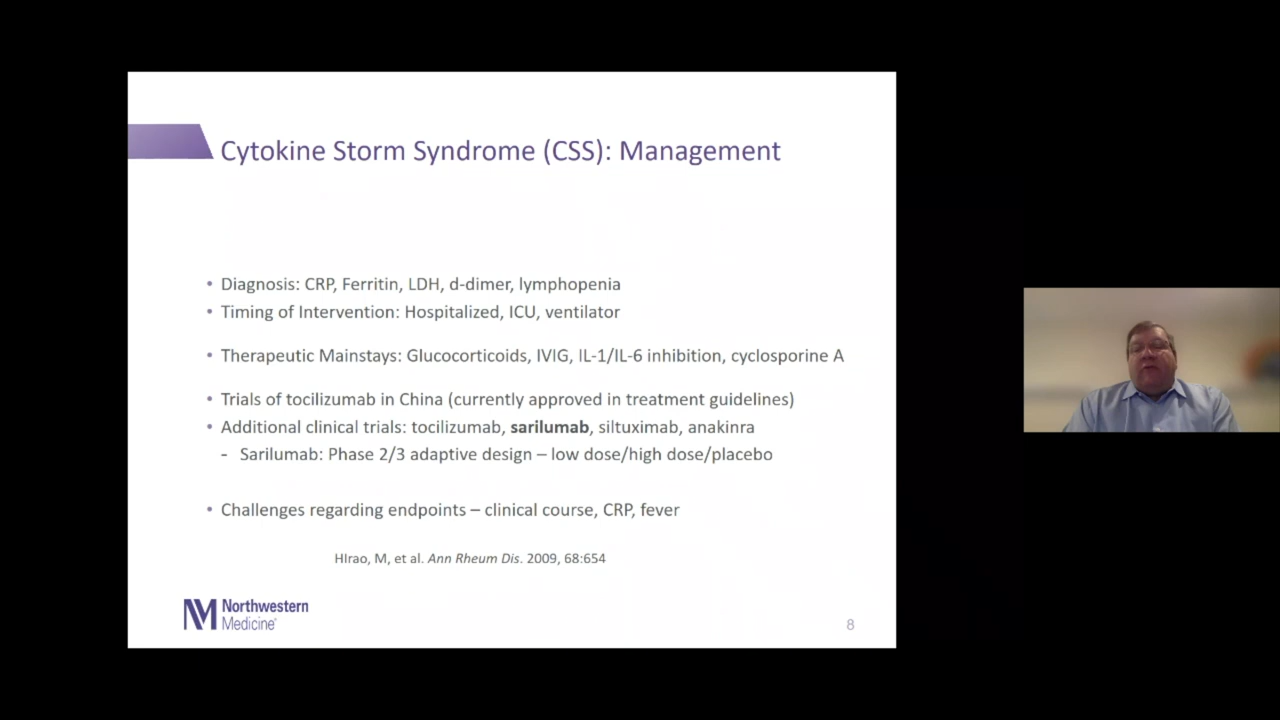 Cytokine Storm Syndrome (CSS): Management
• Diagnosis: CRP, Ferritin, LDH, d-dimer, lymphopenia
• Timing of Intervention: Hospitalized, ICU, ventilator
• Therapeutic Mainstays: Glucocorticoids, IVIG, IL-1/IL-6 inhibition, cyclosporine A
• Trials of tocilizumab in China (currently approved in treatment guidelines)
• Additional clinical trials: tocilizumab, sarilumab, siltuximab, anakinra
- Sarilumab: Phase 2/3 adaptive design – low dose/high dose/placebo
• Challenges regarding endpoints – clinical course, CRP, fever
HIrao, M, et al. Ann Rheum Dis. 2009, 68:654
NM Northwestern
Medicine
8